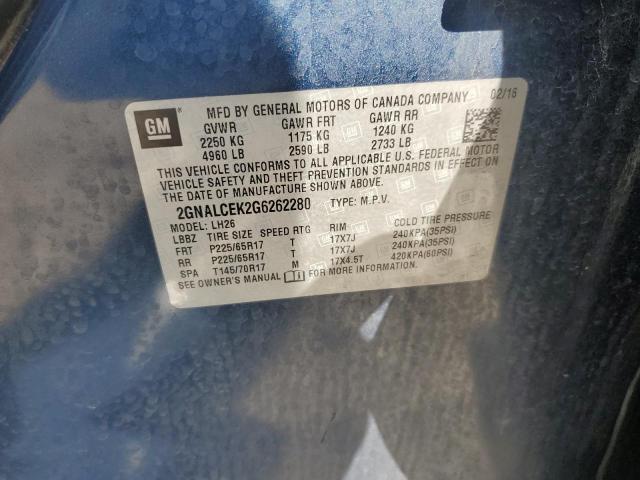 GM ® MFD BY GENERAL MOTORS OF CANADA COMPANY 02/16
GVWR GAWR FRT GAWR RR
2250 KG 1175 KG 1240 KG
4960 LB 2590 LB 2733 LB
THIS VEHICLE CONFORMS TO ALL APPLICABLE U.S. FEDERAL MOTOR
VEHICLE SAFETY AND THEFT PREVENTION STANDARDS IN EFFECT ON
THE DATE OF MANUFACTURE SHOWN ABOVE.
2GNALCEK2G6262280 TYPE: M.P.V.
MODEL: LH26
LBBZ TIRE SIZE SPEED RTG RIM COLD TIRE PRESSURE
FRT P225/65R17 T 17X7J 240KPA(35PSI)
RR P225/65R17 T 17X7J 240KPA(35PSI)
SPA T145/70R17 M 17X4.5T 420KPA(60PSI)
SEE OWNER'S MANUAL FOR ADDITIONAL INFORMATION.